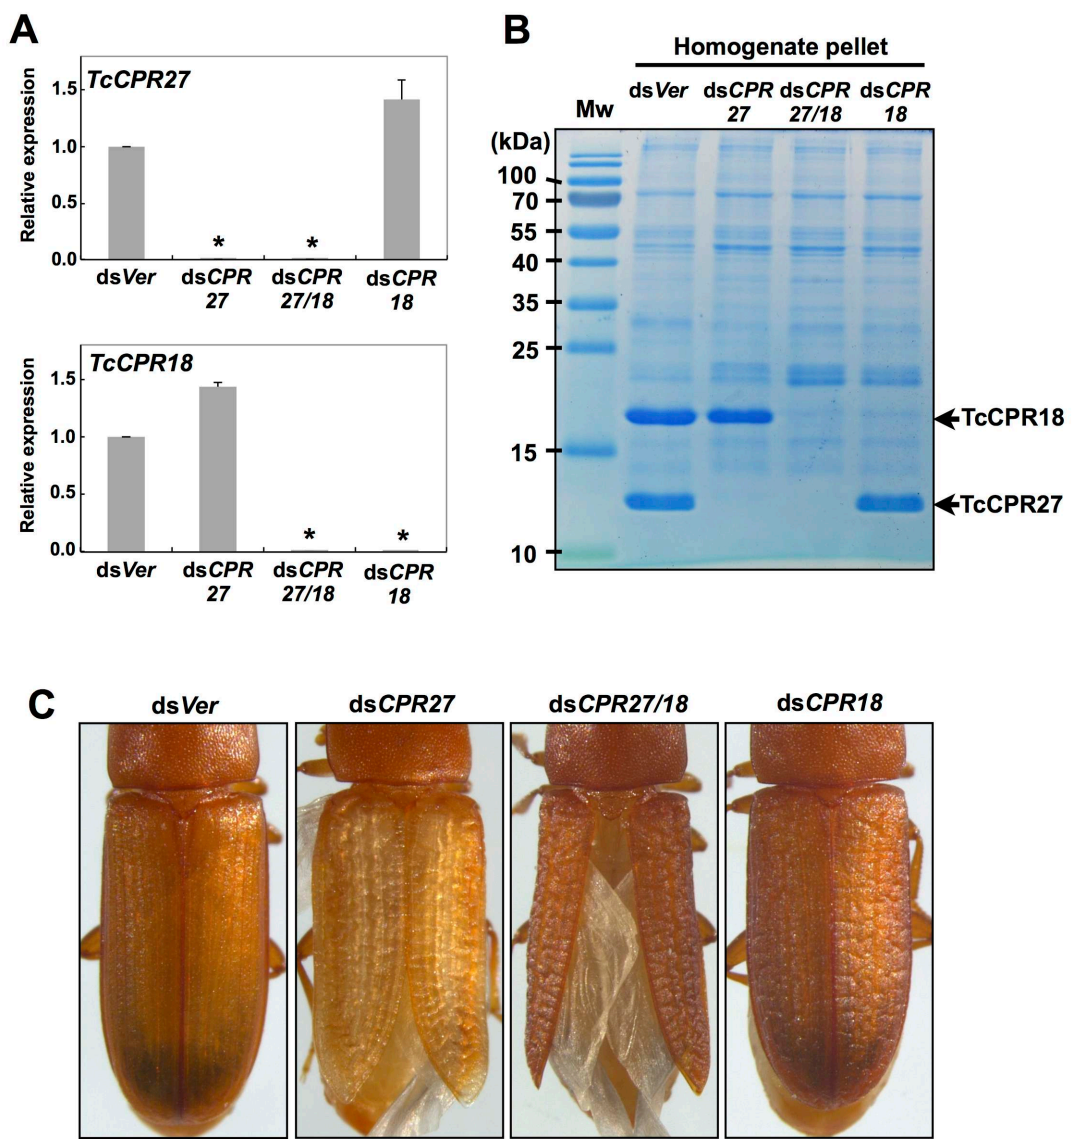 A
TcCPR27
Relative expression
1.5
1.0
0.5
0.0
*
*
dsVer
dsCPR
27
dsCPR
27/18
dsCPR
18
TcCPR18
Relative expression
1.5
1.0
0.5
0.0
*
*
dsVer
dsCPR
27
dsCPR
27/18
dsCPR
18
B
Homogenate pellet
dsVer
dsCPR
27
dsCPR
27/18
dsCPR
18
Mw
(kDa)
100
70
55
40
35
25
15
10
TcCPR18
TcCPR27
C
dsVer
dsCPR27
dsCPR27/18
dsCPR18